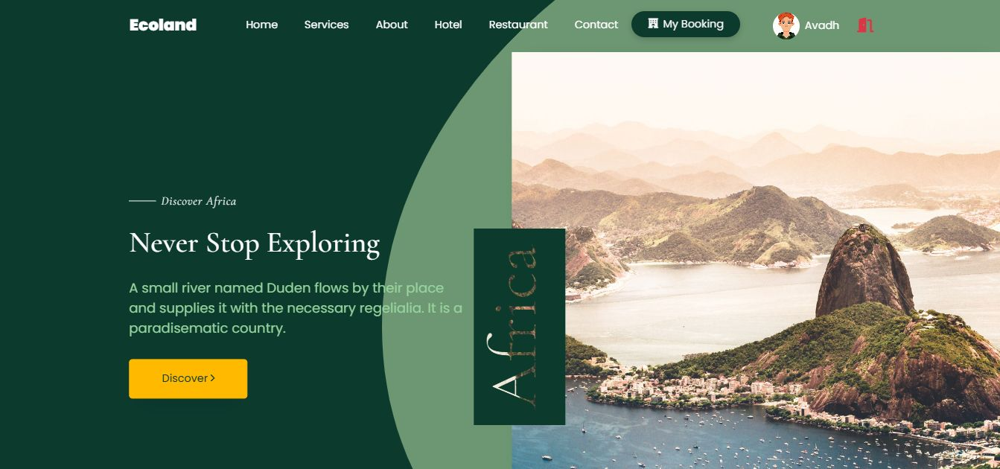 Ecoland
Home
Services
About
Hotel
Restaurant
Contact
My Booking
Avadh
Discover Africa
Never Stop Exploring
A small river named Duden flows by their place
and supplies it with the necessary regelialia. It is a
paradisematic country.
Discover
Africa